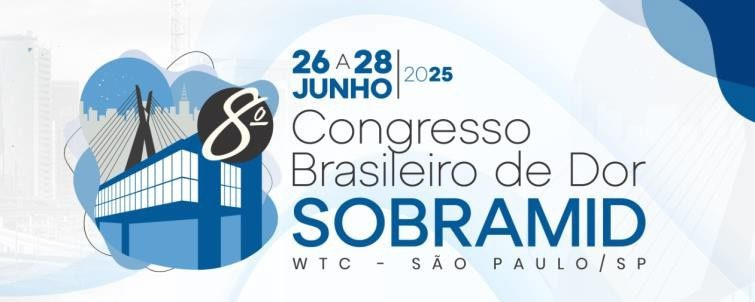 8º
26 A 28
JUNHO
2025
Congresso
Brasileiro de Dor
SOBRAMID
WTC - SÃO PAULO/SP